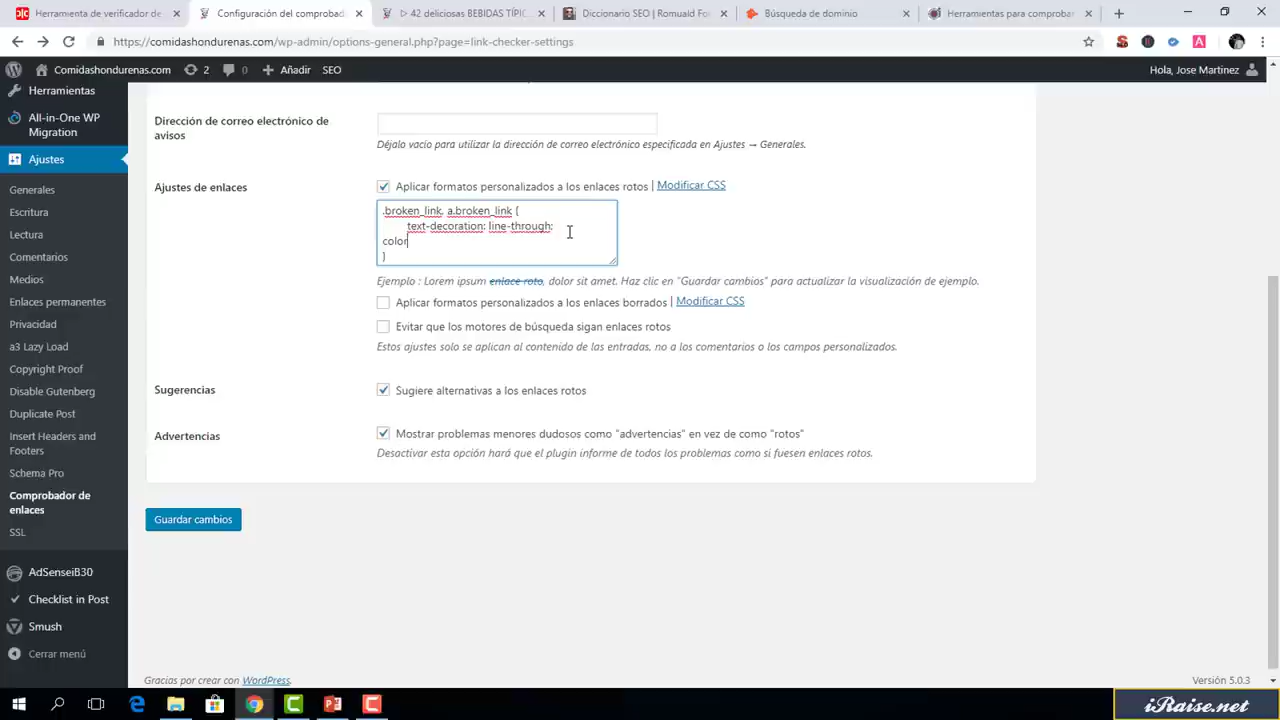 Herramienta de verificador de
Configuración del comprobad
▷ 42 deliciosas BEBIDAS TÍPIC
Diccionario SEO | Romuald Fo
Búsqueda de dominio
Herramientas para comprobar
https://comidashondurenas.com/wp-admin/options-general.php?page=link-checker-settings
Comidashondurenas.com
2
0
Añadir
SEO
Hola, Jose Martinez
Herramientas
All-in-One WP
Migration
Ajustes
Generales
Escritura
Lectura
Comentarios
Medios
Enlaces permanentes
Privacidad
a3 Lazy Load
Copyright Proof
Disable Gutenberg
Duplicate Post
Insert Headers and
Footers
Schema Pro
Comprobador de
enlaces
SSL
AdSenseiB30
Checklist in Post
Smush
Cerrar menú
Dirección de correo electrónico de
avisos
Déjalo vacío para utilizar la dirección de correo electrónico especificada en Ajustes → Generales.
Ajustes de enlaces
Aplicar formatos personalizados a los enlaces rotos | Modificar CSS
.broken_link, a.broken_link {
text-decoration: line-through;
color
}
Ejemplo : Lorem ipsum enlace roto, dolor sit amet. Haz clic en "Guardar cambios" para actualizar la visualización de ejemplo.
Aplicar formatos personalizados a los enlaces borrados | Modificar CSS
Evitar que los motores de búsqueda sigan enlaces rotos
Estos ajustes solo se aplican al contenido de las entradas, no a los comentarios o los campos personalizados.
Sugerencias
Sugiere alternativas a los enlaces rotos
Advertencias
Mostrar problemas menores dudosos como "advertencias" en vez de como "rotos"
Desactivar esta opción hará que el plugin informe de todos los problemas como si fuesen enlaces rotos.
Guardar cambios
Gracias por crear con WordPress.
Versión 5.0.3
iRaise.net